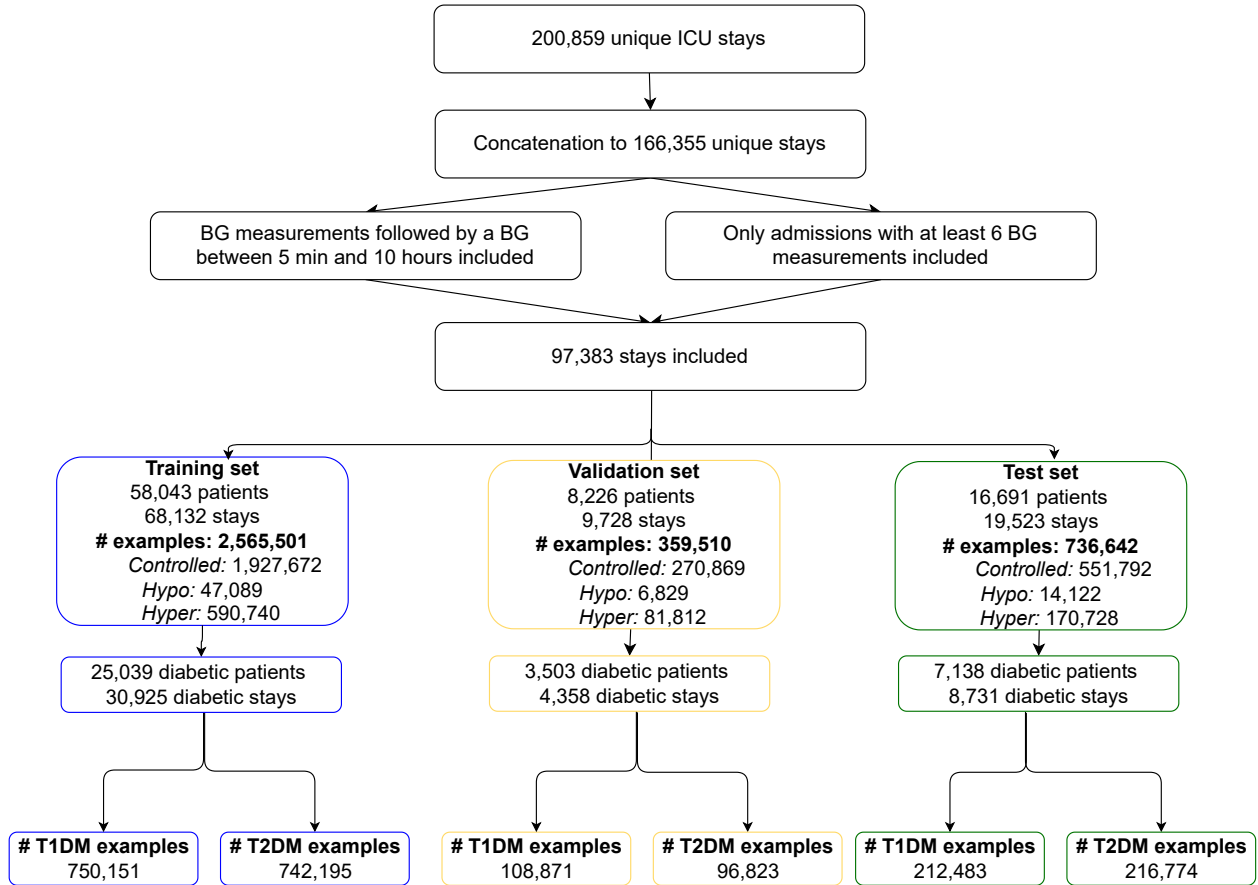 200,859 unique ICU stays
Concatenation to 166,355 unique stays
BG measurements followed by a BG
between 5 min and 10 hours included
Only admissions with at least 6 BG
measurements included
97,383 stays included
Training set
58,043 patients
68,132 stays
# examples: 2,565,501
Controlled: 1,927,672
Hypo: 47,089
Hyper: 590,740
Validation set
8,226 patients
9,728 stays
# examples: 359,510
Controlled: 270,869
Hypo: 6,829
Hyper: 81,812
Test set
16,691 patients
19,523 stays
# examples: 736,642
Controlled: 551,792
Hypo: 14,122
Hyper: 170,728
25,039 diabetic patients
30,925 diabetic stays
3,503 diabetic patients
4,358 diabetic stays
7,138 diabetic patients
8,731 diabetic stays
# T1DM examples
750,151
# T2DM examples
742,195
# T1DM examples
108,871
# T2DM examples
96,823
# T1DM examples
212,483
# T2DM examples
216,774